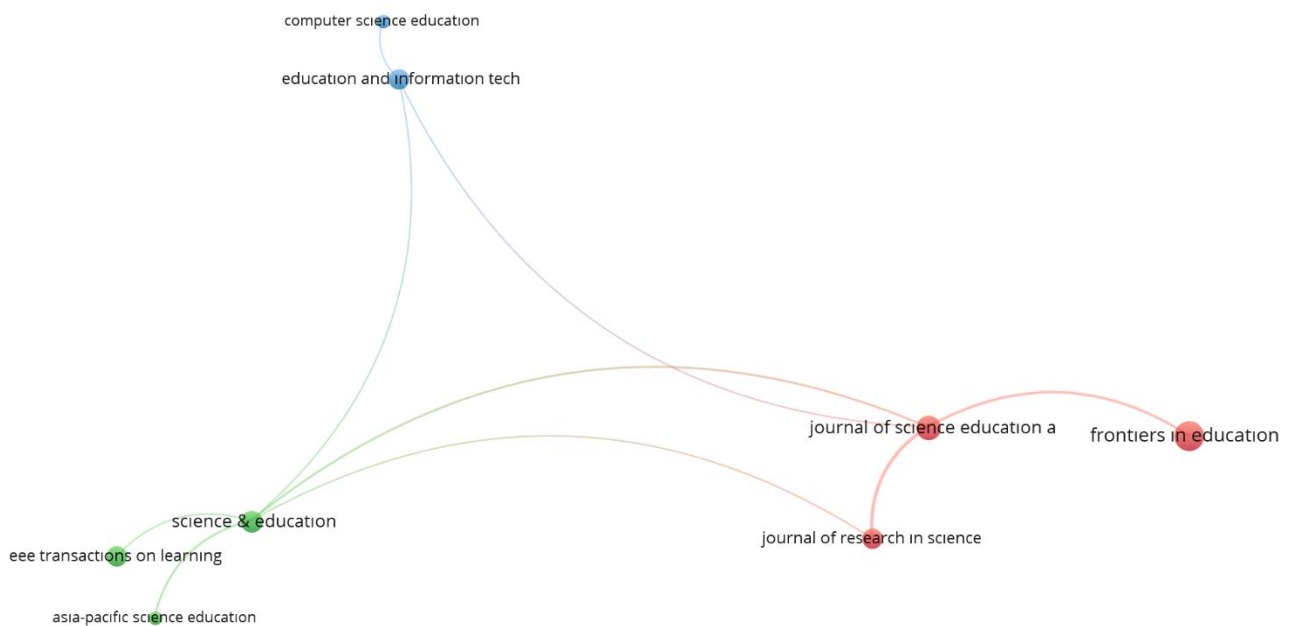 computer science education
education and information tech
journal of science education a
frontiers in education
science & education
journal of research in science
eee transactions on learning
asia-pacific science education